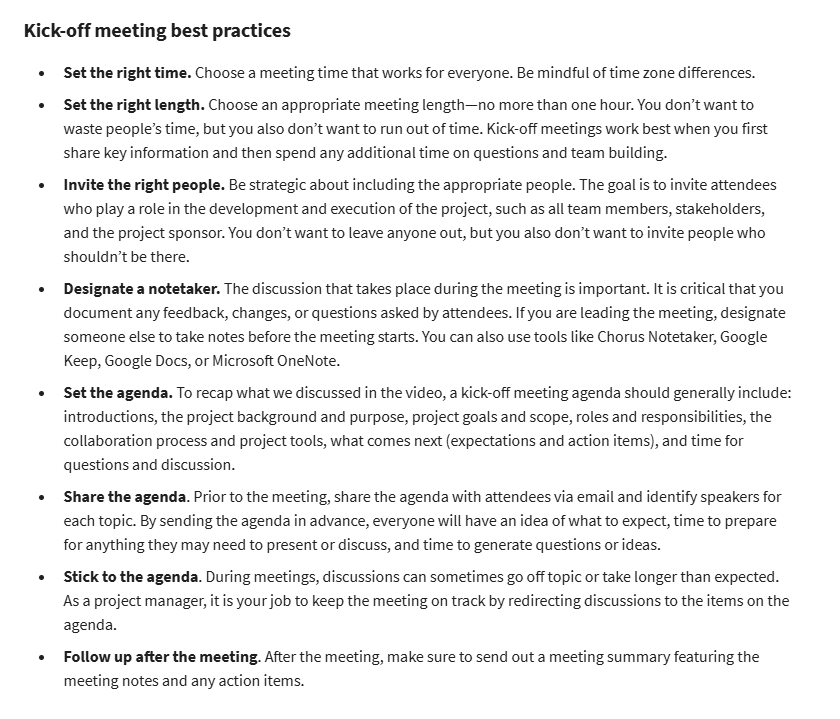 Kick-off meeting best practices
• Set the right time. Choose a meeting time that works for everyone. Be mindful of time zone differences.
• Set the right length. Choose an appropriate meeting length—no more than one hour. You don’t want to
waste people’s time, but you also don’t want to run out of time. Kick-off meetings work best when you first
share key information and then spend any additional time on questions and team building.
• Invite the right people. Be strategic about including the appropriate people. The goal is to invite attendees
who play a role in the development and execution of the project, such as all team members, stakeholders,
and the project sponsor. You don’t want to leave anyone out, but you also don’t want to invite people who
shouldn’t be there.
• Designate a notetaker. The discussion that takes place during the meeting is important. It is critical that you
document any feedback, changes, or questions asked by attendees. If you are leading the meeting, designate
someone else to take notes before the meeting starts. You can also use tools like Chorus Notetaker, Google
Keep, Google Docs, or Microsoft OneNote.
• Set the agenda. To recap what we discussed in the video, a kick-off meeting agenda should generally include:
introductions, the project background and purpose, project goals and scope, roles and responsibilities, the
collaboration process and project tools, what comes next (expectations and action items), and time for
questions and discussion.
• Share the agenda. Prior to the meeting, share the agenda with attendees via email and identify speakers for
each topic. By sending the agenda in advance, everyone will have an idea of what to expect, time to prepare
for anything they may need to present or discuss, and time to generate questions or ideas.
• Stick to the agenda. During meetings, discussions can sometimes go off topic or take longer than expected.
As a project manager, it is your job to keep the meeting on track by redirecting discussions to the items on the
agenda.
• Follow up after the meeting. After the meeting, make sure to send out a meeting summary featuring the
meeting notes and any action items.